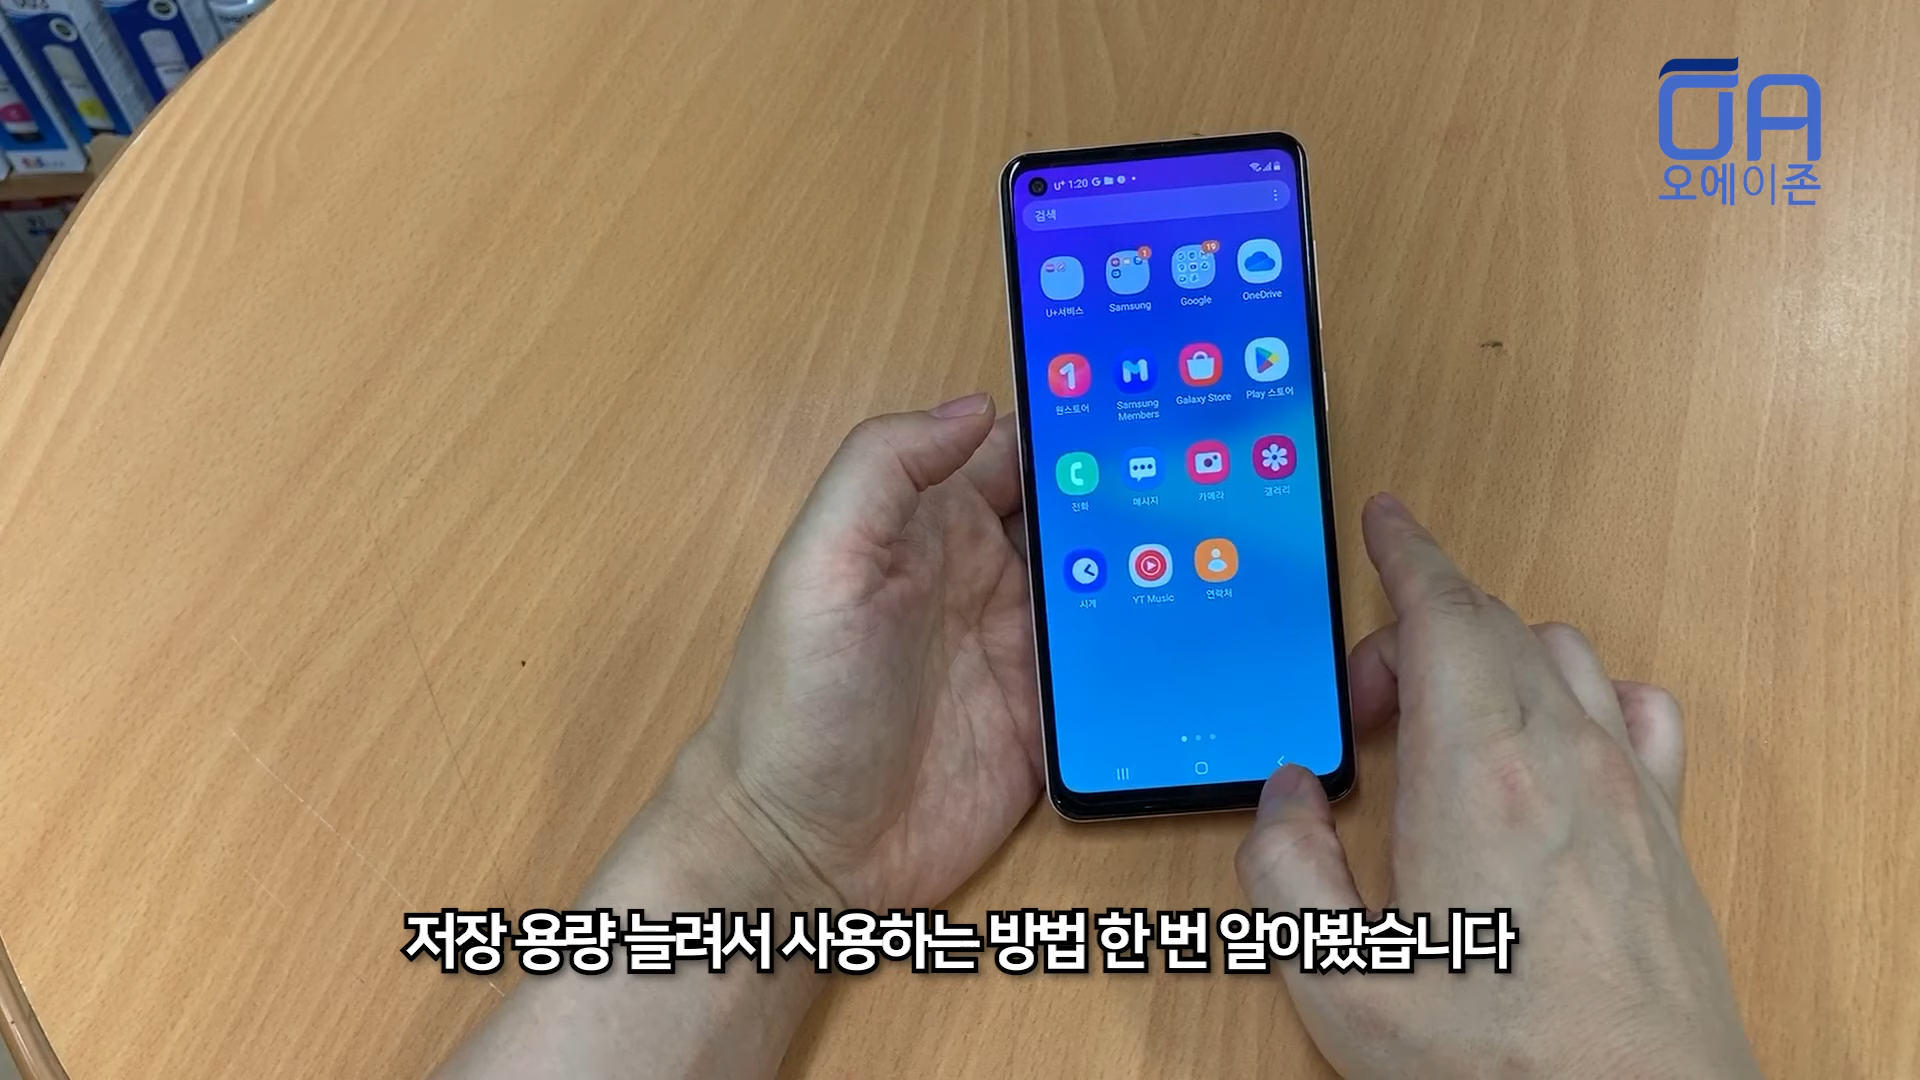 OA
오에이존
U+ 1:20 G
검색
1
19
U+서비스
Samsung
Google
OneDrive
원스토어
Samsung
Members
Galaxy Store
Play 스토어
전화
메시지
카메라
갤러리
시계
YT Music
연락처
저장 용량 늘려서 사용하는 방법 한 번 알아봤습니다